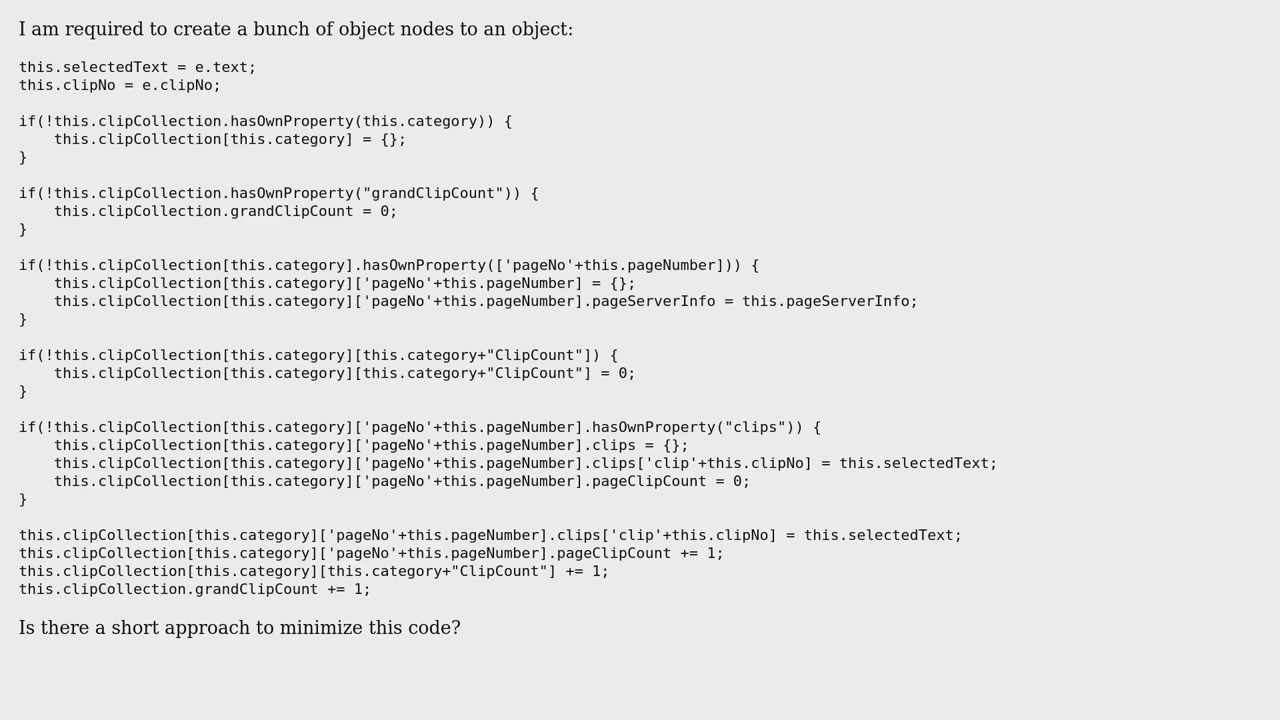 I am required to create a bunch of object nodes to an object:
this.selectedText = e.text;
this.clipNo = e.clipNo;
if(!this.clipCollection.hasOwnProperty(this.category)) {
    this.clipCollection[this.category] = {};
}
if(!this.clipCollection.hasOwnProperty("grandClipCount")) {
    this.clipCollection.grandClipCount = 0;
}
if(!this.clipCollection[this.category].hasOwnProperty(['pageNo'+this.pageNumber])) {
    this.clipCollection[this.category]['pageNo'+this.pageNumber] = {};
    this.clipCollection[this.category]['pageNo'+this.pageNumber].pageServerInfo = this.pageServerInfo;
}
if(!this.clipCollection[this.category][this.category+"ClipCount"]) {
    this.clipCollection[this.category][this.category+"ClipCount"] = 0;
}
if(!this.clipCollection[this.category]['pageNo'+this.pageNumber].hasOwnProperty("clips")) {
    this.clipCollection[this.category]['pageNo'+this.pageNumber].clips = {};
    this.clipCollection[this.category]['pageNo'+this.pageNumber].clips['clip'+this.clipNo] = this.selectedText;
    this.clipCollection[this.category]['pageNo'+this.pageNumber].pageClipCount = 0;
}
this.clipCollection[this.category]['pageNo'+this.pageNumber].clips['clip'+this.clipNo] = this.selectedText;
this.clipCollection[this.category]['pageNo'+this.pageNumber].pageClipCount += 1;
this.clipCollection[this.category][this.category+"ClipCount"] += 1;
this.clipCollection.grandClipCount += 1;
Is there a short approach to minimize this code?